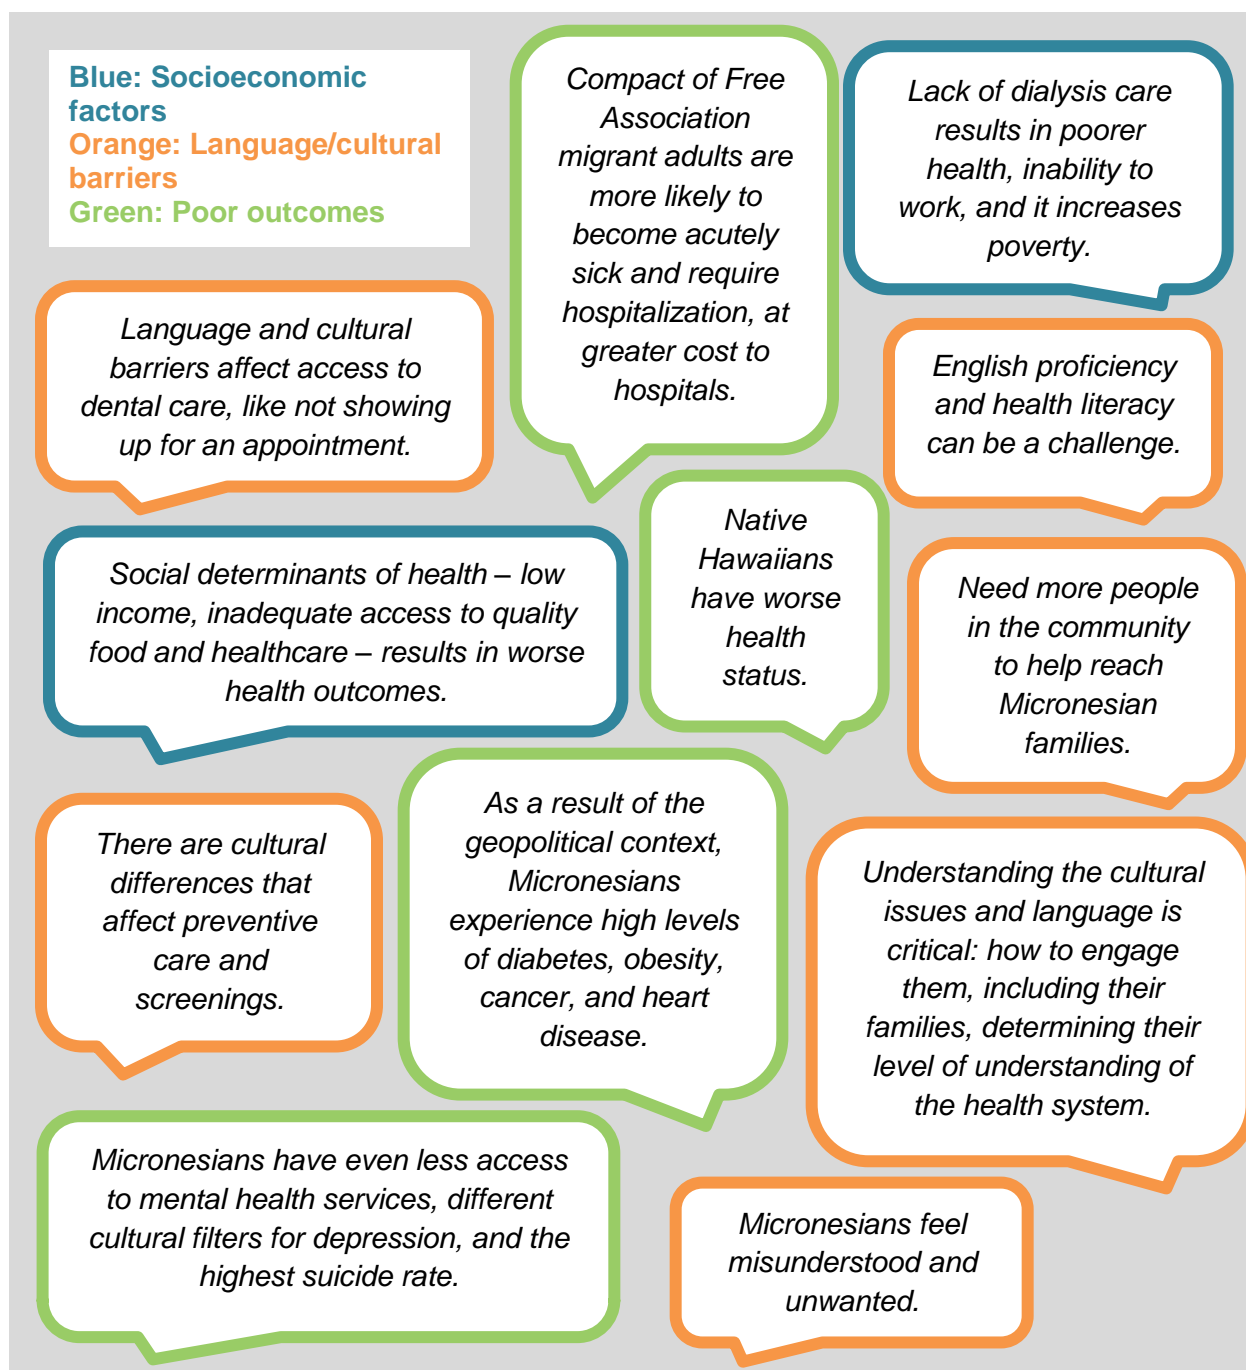 Blue: Socioeconomic
factors
Orange: Language/cultural
barriers
Green: Poor outcomes
Compact of Free
Association
migrant adults are
more likely to
become acutely
sick and require
hospitalization, at
greater cost to
hospitals.
Lack of dialysis care
results in poorer
health, inability to
work, and it increases
poverty.
Language and cultural
barriers affect access to
dental care, like not showing
up for an appointment.
English proficiency
and health literacy
can be a challenge.
Native
Hawaiians
have worse
health
status.
Social determinants of health – low
income, inadequate access to quality
food and healthcare – results in worse
health outcomes.
Need more people
in the community
to help reach
Micronesian
families.
There are cultural
differences that
affect preventive
care and
screenings.
As a result of the
geopolitical context,
Micronesians
experience high levels
of diabetes, obesity,
cancer, and heart
disease.
Understanding the cultural
issues and language is
critical: how to engage
them, including their
families, determining their
level of understanding of
the health system.
Micronesians have even less access
to mental health services, different
cultural filters for depression, and the
highest suicide rate.
Micronesians feel
misunderstood and
unwanted.